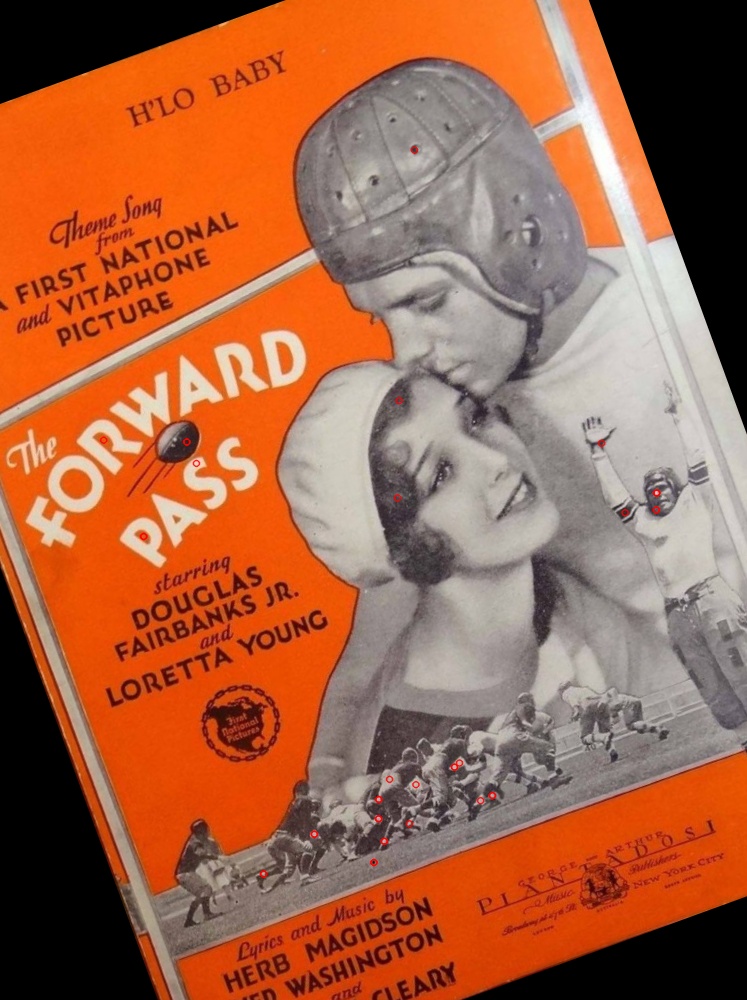 H'LO BABY
Theme Song
from
A FIRST NATIONAL
and VITAPHONE
PICTURE
The
FORWARD
PASS
starring
DOUGLAS
FAIRBANKS JR.
and
LORETTA YOUNG
First
National
Pictures
GEORGE AND ARTHUR
PIANTADOSI
Music Publishers
NEW YORK CITY
Lyrics and Music by
HERB MAGIDSON
WASHINGTON
and
CLEARY